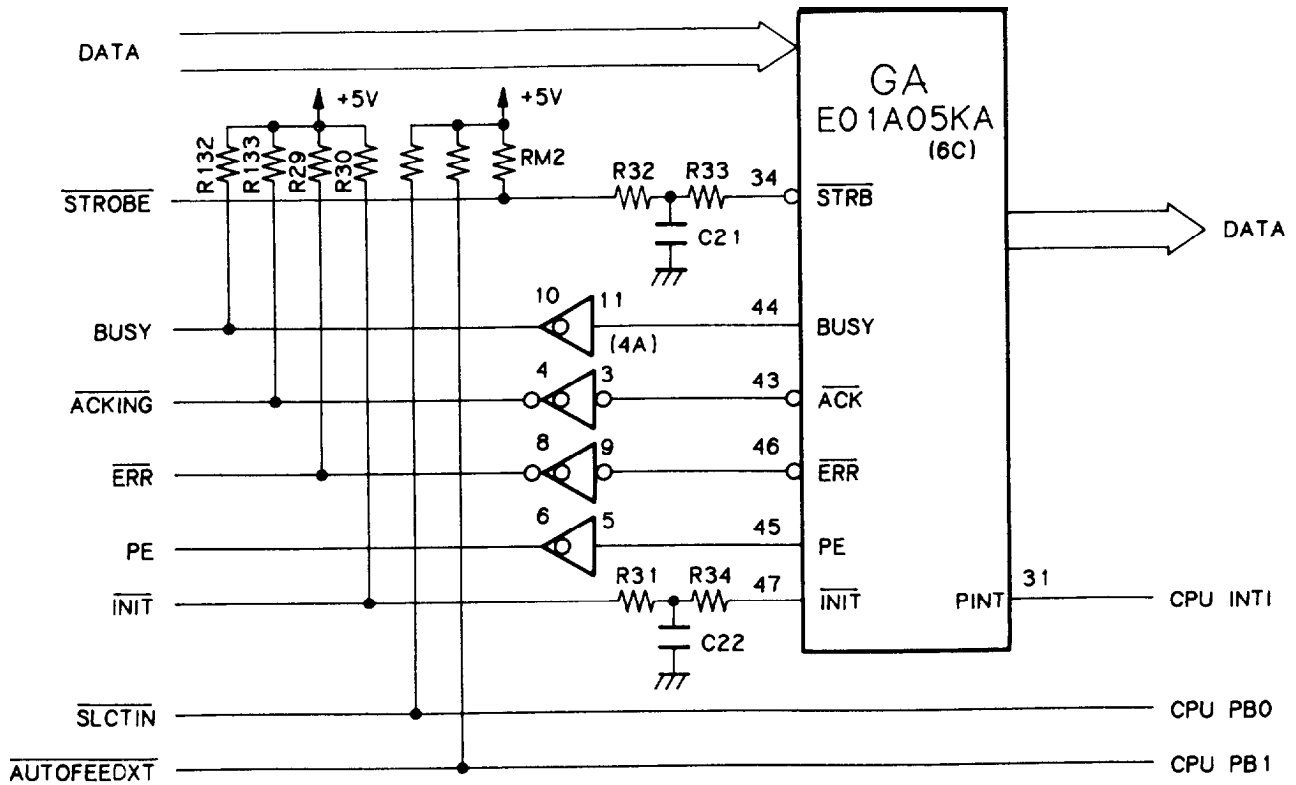 DATA
GA
E01A05KA
(6C)
+5V
+5V
R132
R133
R29
R30
RM2
R32
R33
34
STROBE
STRB
C21
DATA
10
11
44
BUSY
(4A)
BUSY
4
3
43
ACKING
ACK
8
9
46
ERR
ERR
6
5
45
PE
PE
R31
R34
47
31
INIT
INIT
PINT
CPU INT1
C22
SLCTIN
CPU PB0
AUTOFEEDXT
CPU PB1